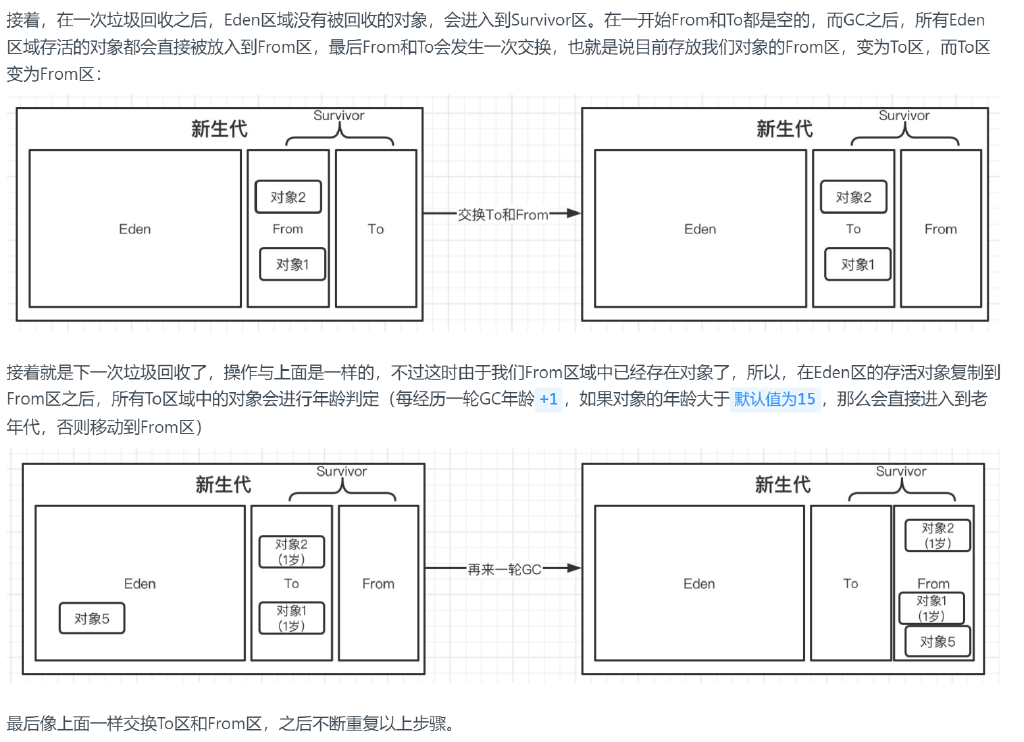 接着，在一次垃圾回收之后，Eden区域没有被回收的对象，会进入到Survivor区。在一开始From和To都是空的，而GC之后，所有Eden
区域存活的对象都会直接被放入到From区，最后From和To会发生一次交换，也就是说目前存放我们对象的From区，变为To区，而To区
变为From区：
新生代
Survivor
Eden
对象2
From
对象1
To
交换To和From
新生代
Survivor
Eden
对象2
To
对象1
From
接着就是下一次垃圾回收了，操作与上面是一样的，不过这时由于我们From区域中已经存在对象了，所以，在Eden区的存活对象复制到
From区之后，所有To区域中的对象会进行年龄判定（每经历一轮GC年龄 +1 ，如果对象的年龄大于 默认值为15 ，那么会直接进入到老
年代，否则移动到From区）
新生代
Survivor
Eden
对象5
对象2
（1岁）
To
对象1
（1岁）
From
再来一轮GC
新生代
Survivor
Eden
To
对象2
（1岁）
From
对象1
（1岁）
对象5
最后像上面一样交换To区和From区，之后不断重复以上步骤。